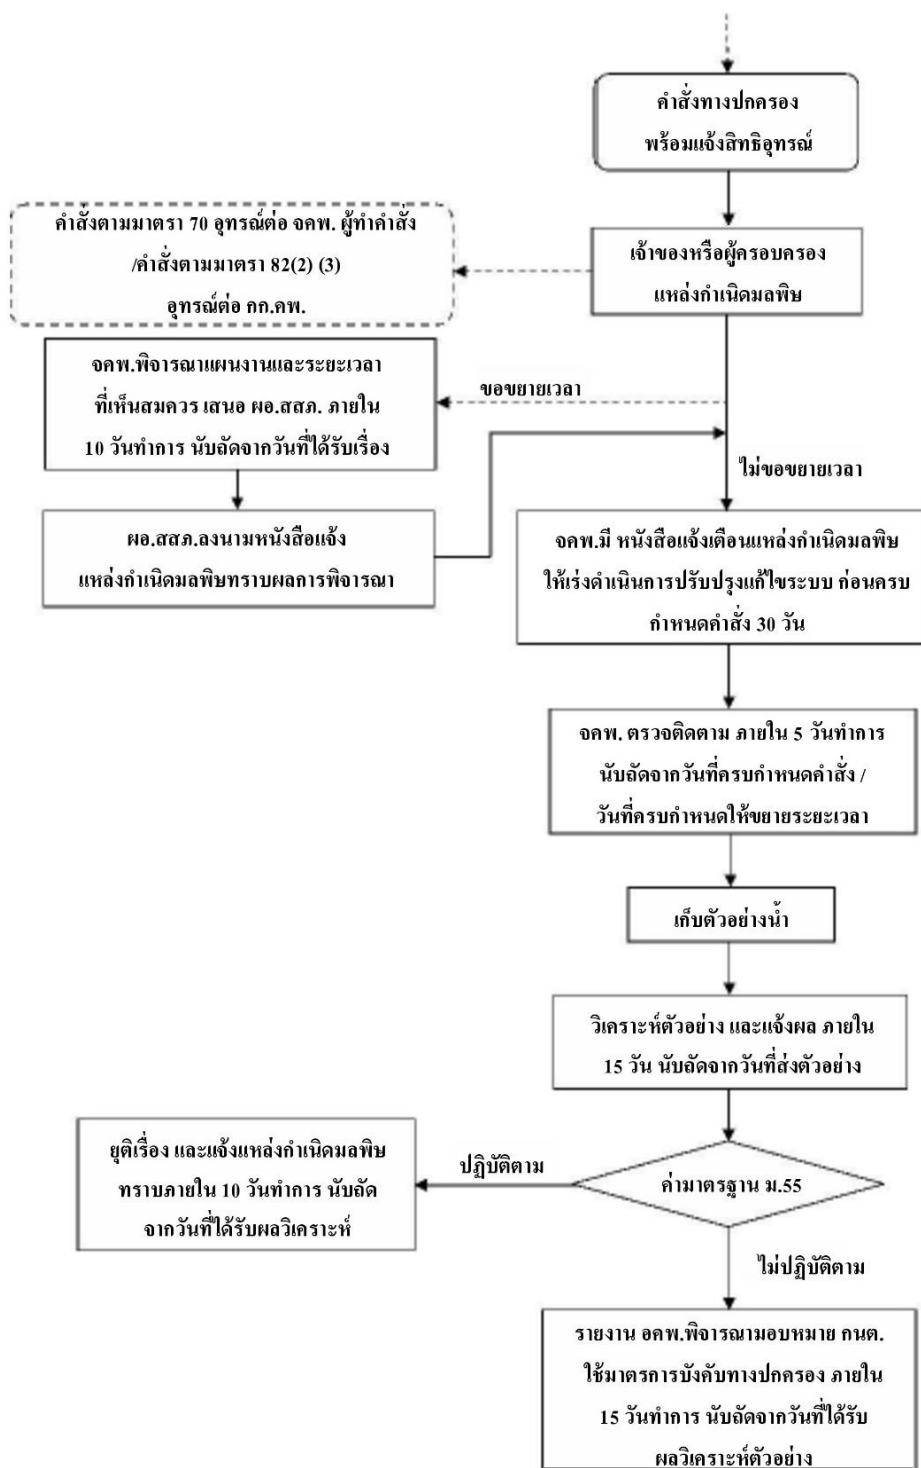 คำสั่งทางปกครอง
พร้อมแจ้งสิทธิอุทรณ์
คำสั่งตามมาตรา 70 อุทรณ์ต่อ จคพ. ผู้ทำคำสั่ง
/คำสั่งตามมาตรา 82(2) (3)
อุทรณ์ต่อ กก.คพ.
เจ้าของหรือผู้ครอบครอง
แหล่งกำเนิดมลพิษ
จคพ.พิจารณาแผนงานและระยะเวลา
ที่เห็นสมควร เสนอ ผอ.สสภ. ภายใน
10 วันทำการ นับถัดจากวันที่ได้รับเรื่อง
ขอขยายเวลา
ไม่ขอขยายเวลา
ผอ.สสภ.ลงนามหนังสือแจ้ง
แหล่งกำเนิดมลพิษทราบผลการพิจารณา
จคพ.มี หนังสือแจ้งเตือนแหล่งกำเนิดมลพิษ
ให้เร่งดำเนินการปรับปรุงแก้ไขระบบ ก่อนครบ
กำหนดคำสั่ง 30 วัน
จคพ. ตรวจติดตาม ภายใน 5 วันทำการ
นับถัดจากวันที่ครบกำหนดคำสั่ง /
วันที่ครบกำหนดให้ขยายระยะเวลา
เก็บตัวอย่างน้ำ
วิเคราะห์ตัวอย่าง และแจ้งผล ภายใน
15 วัน นับถัดจากวันที่ส่งตัวอย่าง
ยุติเรื่อง และแจ้งแหล่งกำเนิดมลพิษ
ทราบภายใน 10 วันทำการ นับถัด
จากวันที่ได้รับผลวิเคราะห์
ปฏิบัติตาม
ค่ามาตรฐาน ม.55
ไม่ปฏิบัติตาม
รายงาน อคพ.พิจารณามอบหมาย กนต.
ใช้มาตรการบังคับทางปกครอง ภายใน
15 วันทำการ นับถัดจากวันที่ได้รับ
ผลวิเคราะห์ตัวอย่าง